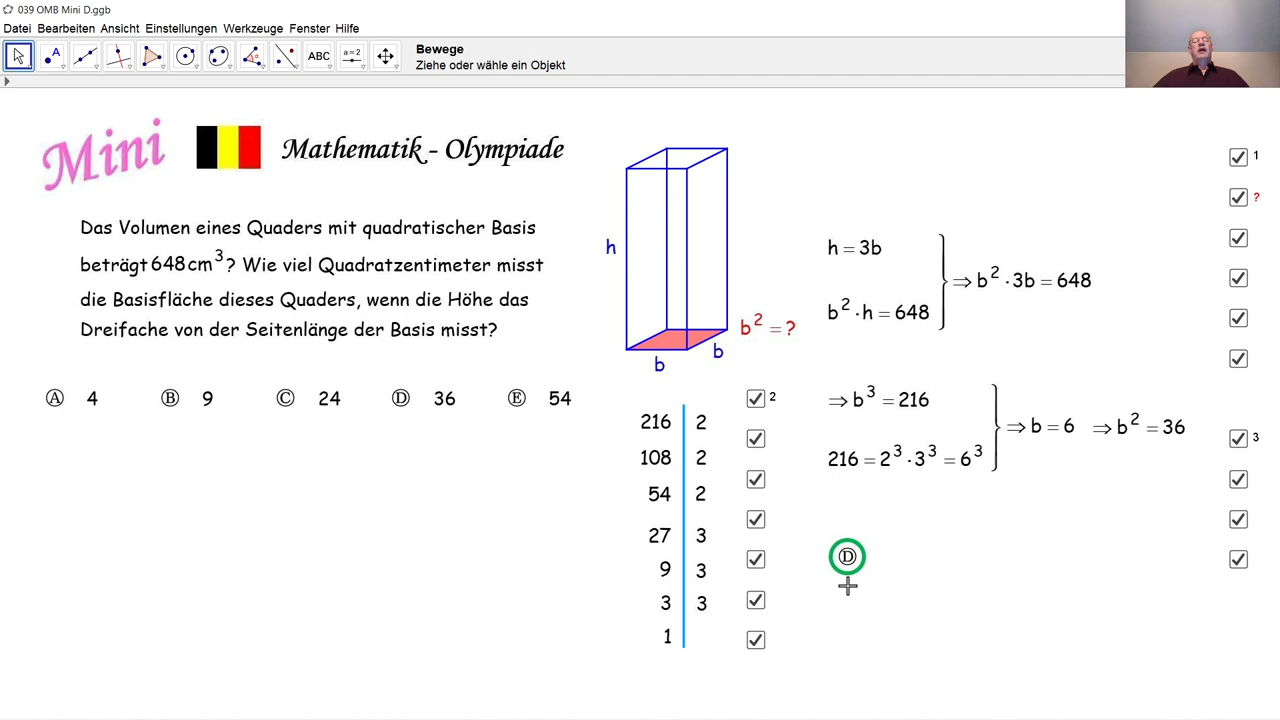 039 OMB Mini D.ggb
Datei Bearbeiten Ansicht Einstellungen Werkzeuge Fenster Hilfe
A
ABC
a=2
Bewege
Ziehe oder wähle ein Objekt
Mini
Mathematik - Olympiade
Das Volumen eines Quaders mit quadratischer Basis
beträgt 648 cm³? Wie viel Quadratzentimeter misst
die Basisfläche dieses Quaders, wenn die Höhe das
Dreifache von der Seitenlänge der Basis misst?
Ⓐ 4 Ⓑ 9 Ⓒ 24 Ⓓ 36 Ⓔ 54
h
b² = ?
b
b
h = 3b
b² · h = 648
⇒ b² · 3b = 648
⇒ b³ = 216
216 = 2³ · 3³ = 6³
⇒ b = 6 ⇒ b² = 36
216 2
108 2
54 2
27 3
9 3
3 3
1
Ⓓ
2
1
?
3